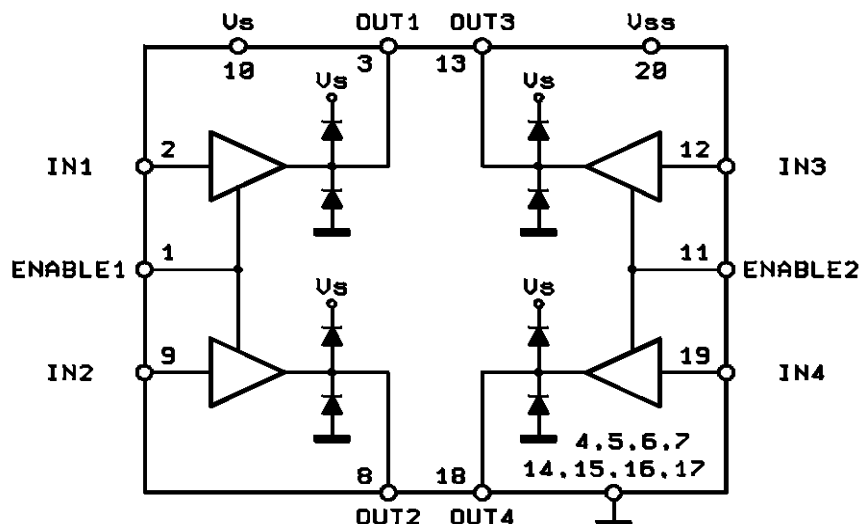 Vs OUT1 OUT3 Vss
10 3 13 20
Vs Vs
IN1 2 12 IN3
ENABLE1 1 11 ENABLE2
Vs Vs
IN2 9 19 IN4
4,5,6,7
8 18 14,15,16,17
OUT2 OUT4